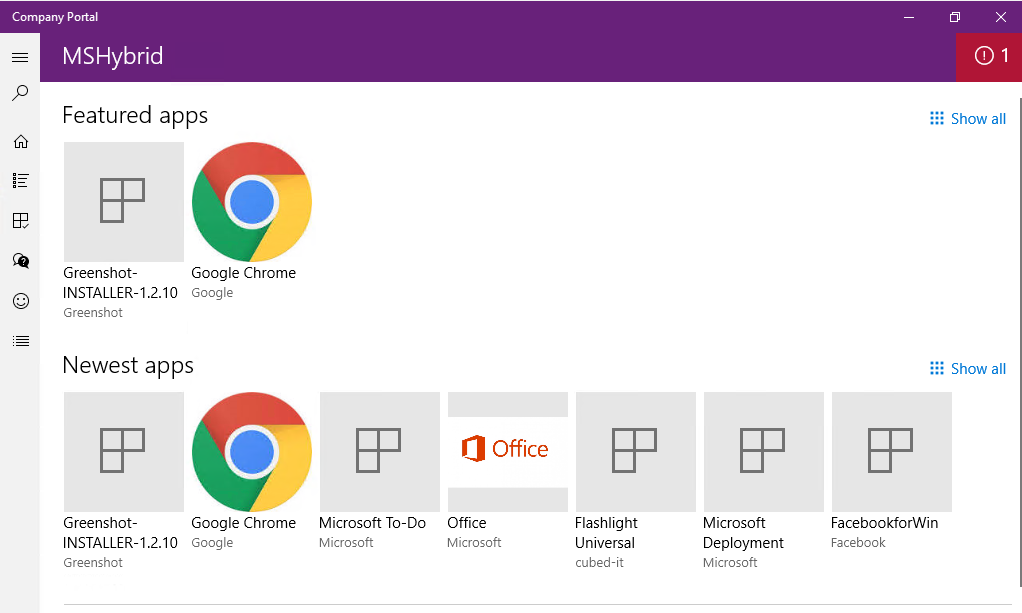 Company Portal
MSHybrid
1
Featured apps
Show all
Greenshot-
INSTALLER-1.2.10
Greenshot
Google Chrome
Google
Newest apps
Show all
Greenshot-
INSTALLER-1.2.10
Greenshot
Google Chrome
Google
Microsoft To-Do
Microsoft
Office
Office
Microsoft
Flashlight
Universal
cubed-it
Microsoft
Deployment
Microsoft
FacebookforWin
Facebook